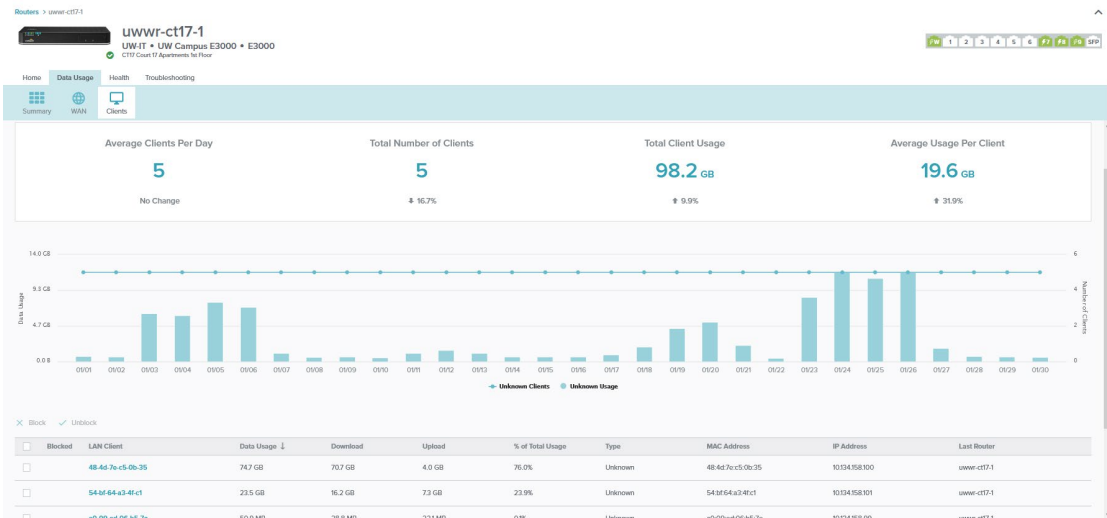 Routers > uwwr-ct17-1
uwwr-ct17-1
UW-IT • UW Campus E3000 • E3000
CT17 Court 17 Apartments 1st Floor
PW 1 2 3 4 5 6 P7 P8 P9 SFP
Home Data Usage Health Troubleshooting
Summary WAN Clients
Average Clients Per Day Total Number of Clients Total Client Usage Average Usage Per Client
5 5 98.2 GB 19.6 GB
No Change 16.7% 9.9% 31.9%
14.0 GB 6
9.3 GB 4
4.7 GB 2
0.0 B 0
Data Usage
Number of Clients
01/01 01/02 01/03 01/04 01/05 01/06 01/07 01/08 01/09 01/10 01/11 01/12 01/13 01/14 01/15 01/16 01/17 01/18 01/19 01/20 01/21 01/22 01/23 01/24 01/25 01/26 01/27 01/28 01/29 01/30
Unknown Clients Unknown Usage
Block Unblock
Blocked LAN Client Data Usage ↓ Download Upload % of Total Usage Type MAC Address IP Address Last Router
48-4d-7e-c5-0b-35 74.7 GB 70.7 GB 4.0 GB 76.0% Unknown 48:4d:7e:c5:0b:35 10.134.158.100 uwwr-ct17-1
54-bf-64-a3-4f-c1 23.5 GB 16.2 GB 7.3 GB 23.9% Unknown 54:bf:64:a3:4f:c1 10.134.158.101 uwwr-ct17-1